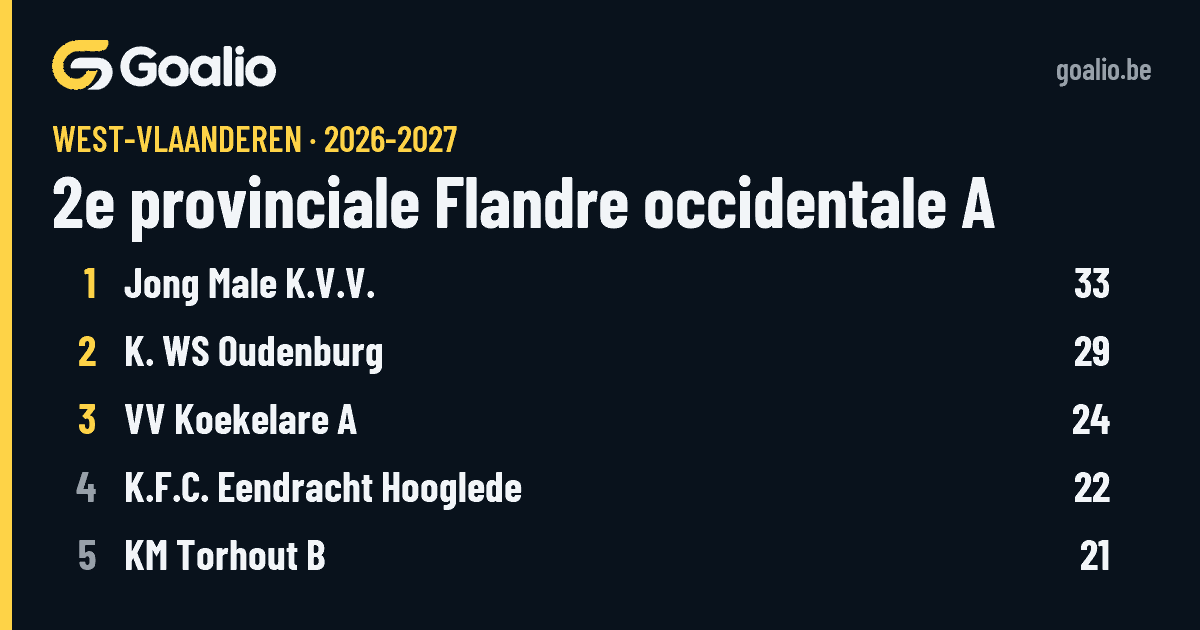 Goalio
goalio.be
WEST-VLAANDEREN · 2026-2027
2e provinciale Flandre occidentale A
1 Jong Male K.V.V. 33
2 K. WS Oudenburg 29
3 VV Koekelare A 24
4 K.F.C. Eendracht Hooglede 22
5 KM Torhout B 21